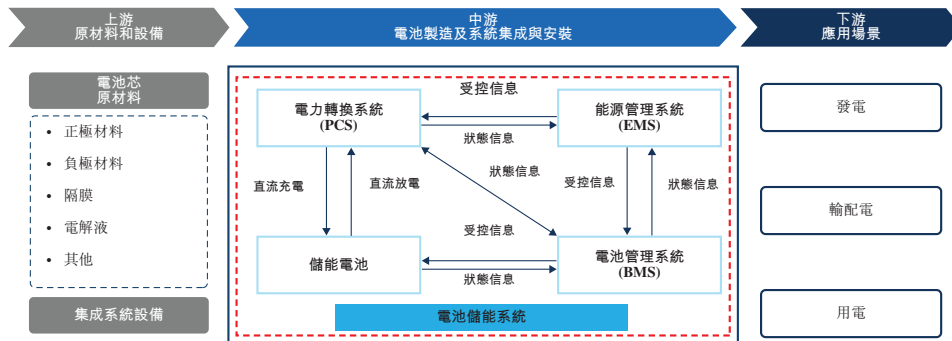 上游
原材料和設備
中游
電池製造及系統集成與安裝
下游
應用場景
電池芯
原材料
• 正極材料
• 負極材料
• 隔膜
• 電解液
• 其他
集成系統設備
電力轉換系統
(PCS)
受控信息
狀態信息
能源管理系統
(EMS)
直流充電
直流放電
狀態信息
受控信息
狀態信息
儲能電池
受控信息
狀態信息
電池管理系統
(BMS)
電池儲能系統
發電
輸配電
用電